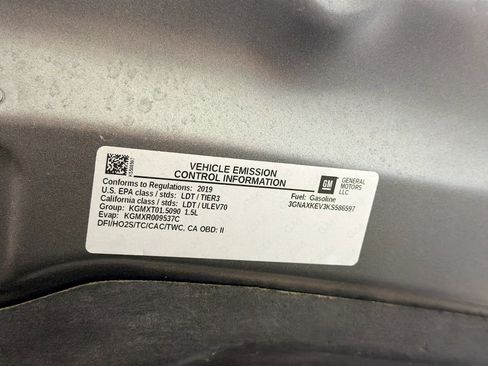 VEHICLE EMISSION
CONTROL INFORMATION
Conforms to Regulations: 2019
U.S. EPA class / stds: LDT / TIER3
California class / stds: LDT / ULEV70
Group: KGMXT01.5090 1.5L
Evap: KGMXR009537C
DFI/HO2S/TC/CAC/TWC, CA OBD: II
GM
GENERAL
MOTORS
LLC
Fuel: Gasoline
3GNAXKEV3KS586597